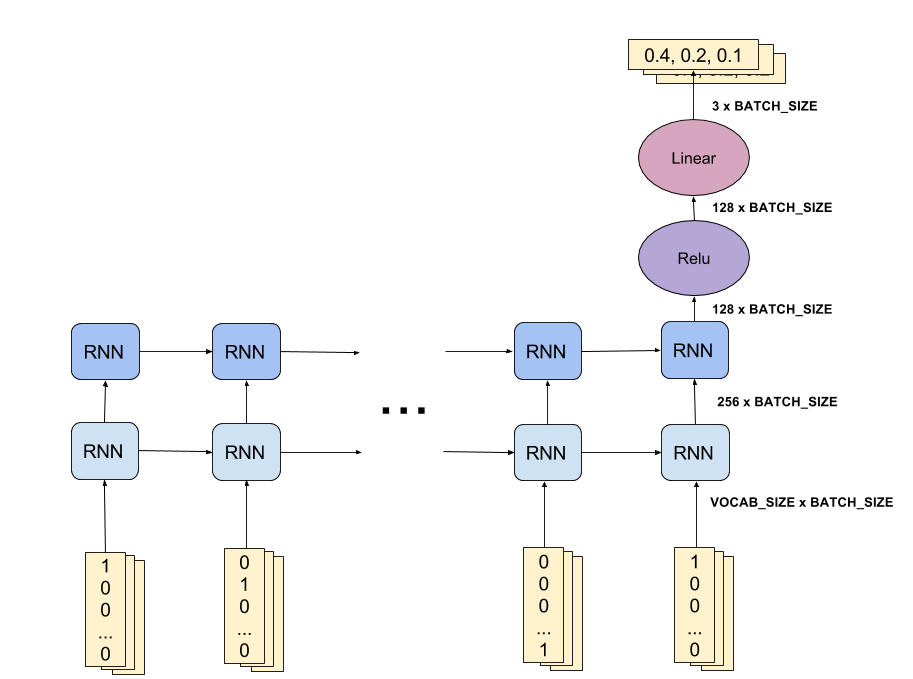 0.4, 0.2, 0.1
3 x BATCH_SIZE
Linear
128 x BATCH_SIZE
Relu
128 x BATCH_SIZE
RNN
RNN
RNN
RNN
256 x BATCH_SIZE
...
RNN
RNN
RNN
RNN
VOCAB_SIZE x BATCH_SIZE
1
0
0
...
0
0
1
0
...
0
0
0
0
...
1
1
0
0
...
0